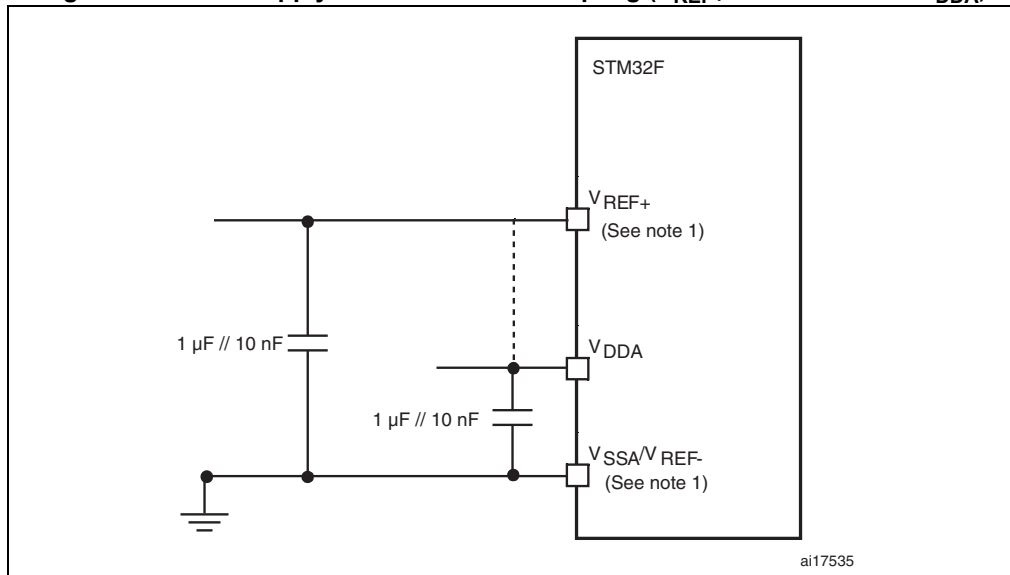 STM32F
VREF+
(See note 1)
1 µF // 10 nF
VDDA
1 µF // 10 nF
VSSA/VREF-
(See note 1)
ai17535